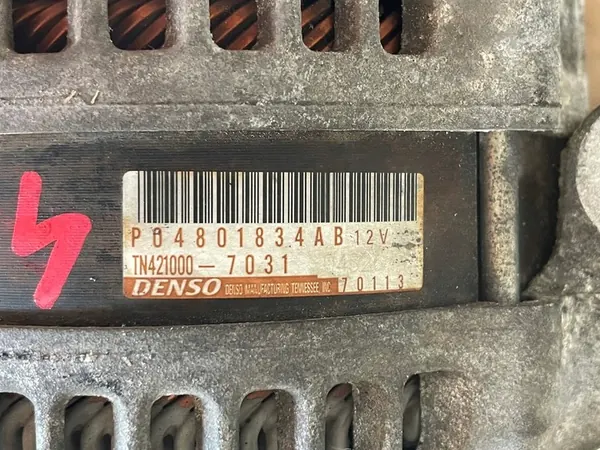 P04801834AB 12V
TN421000-7031
DENSO DENSO MANUFACTURING TENNESSEE, INC. 70113